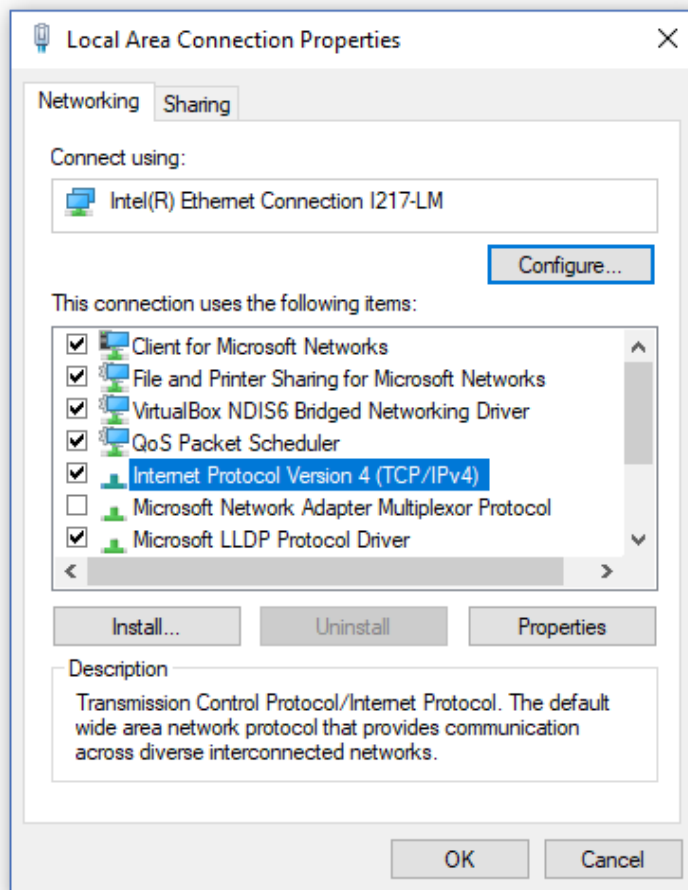 Local Area Connection Properties
Networking
Sharing
Connect using:
Intel(R) Ethernet Connection I217-LM
Configure...
This connection uses the following items:
Client for Microsoft Networks
File and Printer Sharing for Microsoft Networks
VirtualBox NDIS6 Bridged Networking Driver
QoS Packet Scheduler
Internet Protocol Version 4 (TCP/IPv4)
Microsoft Network Adapter Multiplexor Protocol
Microsoft LLDP Protocol Driver
Install...
Uninstall
Properties
Description
Transmission Control Protocol/Internet Protocol. The default
wide area network protocol that provides communication
across diverse interconnected networks.
OK
Cancel